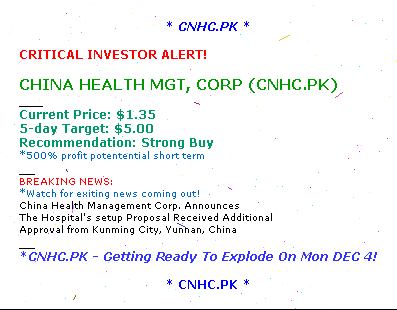 * CNHC.PK *
CRITICAL INVESTOR ALERT!
CHINA HEALTH MGT, CORP (CNHC.PK)
Current Price: $1.35
5-day Target: $5.00
Recommendation: Strong Buy
*500% profit potentential short term
BREAKING NEWS:
*Watch for exiting news coming out!
China Health Management Corp. Announces
The Hospital's setup Proposal Received Additional
Approval from Kunming City, Yunnan, China
*CNHC.PK - Getting Ready To Explode On Mon DEC 4!
* CNHC.PK *